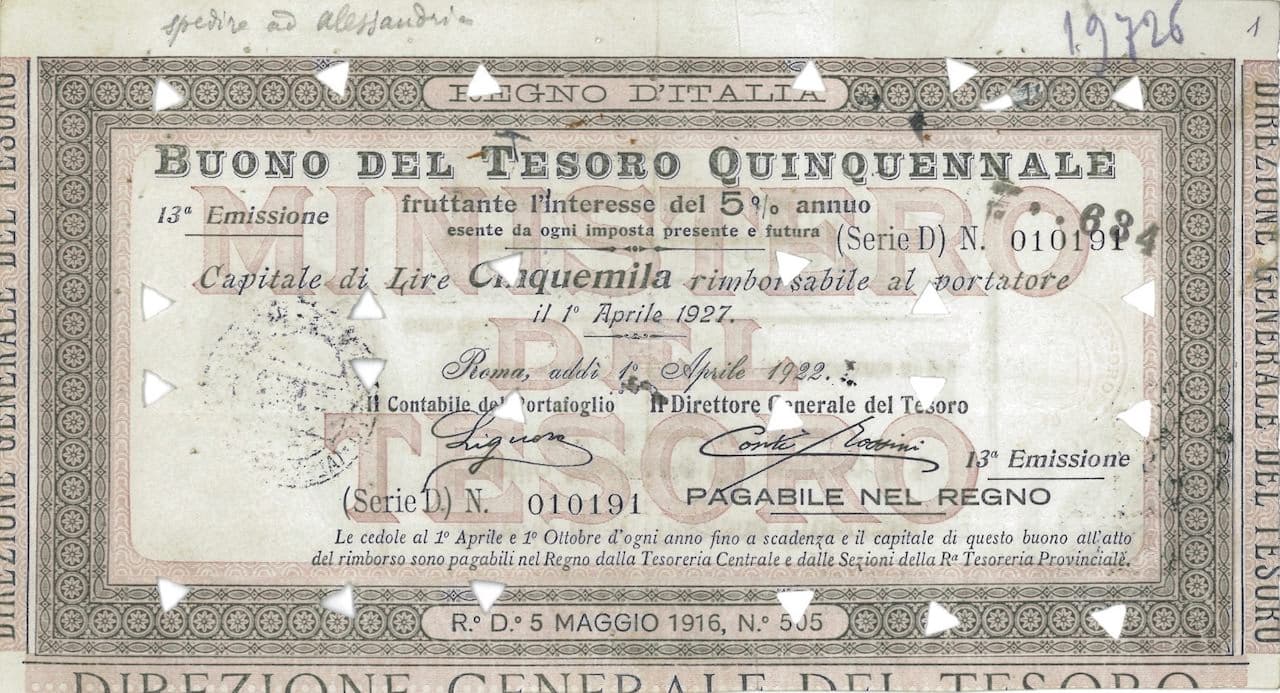 spedire ad Alessandria
19726
1
REGNO D'ITALIA
BUONO DEL TESORO QUINQUENNALE
13ª Emissione
fruttante l'interesse del 5% annuo
esente da ogni imposta presente e futura
(Serie D) N. 010191
634
Capitale di Lire Cinquemila rimborsabile al portatore
il 1º Aprile 1927.
Roma, addì 1º Aprile 1922.
Il Contabile del Portafoglio
Il Direttore Generale del Tesoro
Liguori
Conti Rossini
13ª Emissione
(Serie D.) N. 010191
PAGABILE NEL REGNO
Le cedole al 1º Aprile e 1º Ottobre d'ogni anno fino a scadenza e il capitale di questo buono all'atto
del rimborso sono pagabili nel Regno dalla Tesoreria Centrale e dalle Sezioni della Rª Tesoreria Provinciale.
R.º D.º 5 MAGGIO 1916, N.º 505
MINISTERO
DEL
TESORO
DIREZIONE GENERALE DEL TESORO
DIREZIONE GENERALE DEL TESORO
DIREZIONE GENERALE DEL TESORO